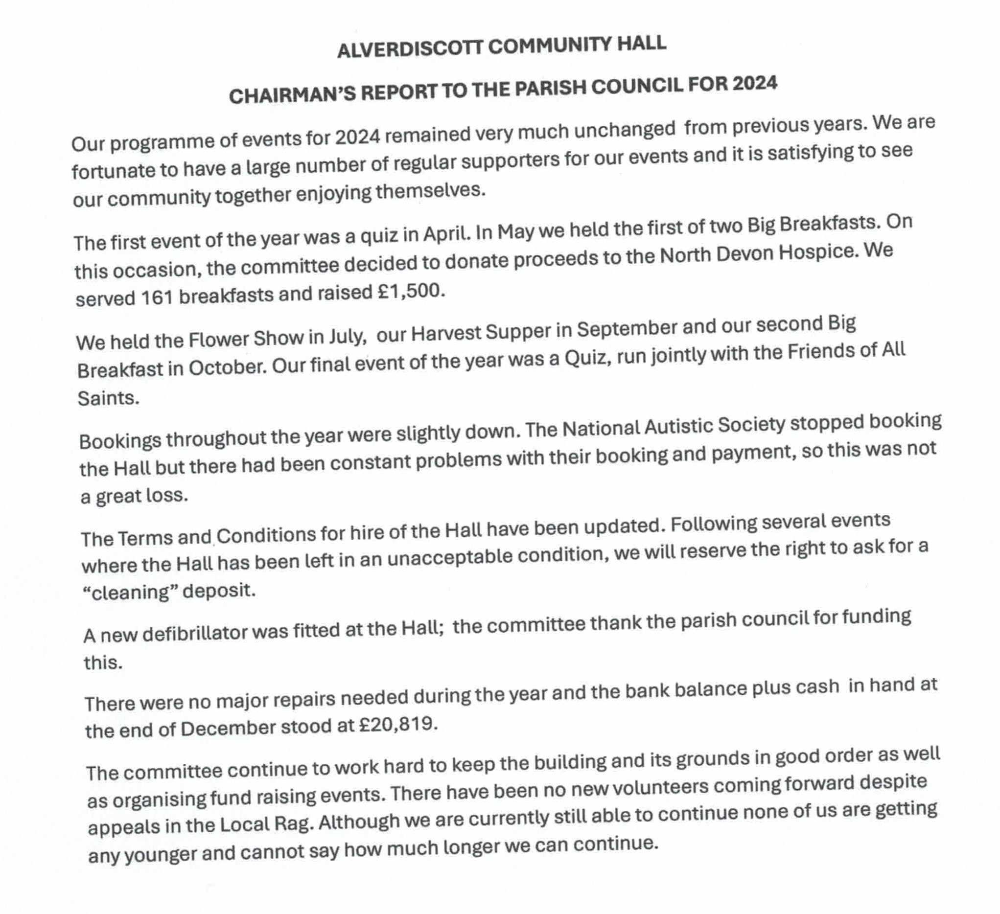 ALVERDISCOTT COMMUNITY HALL
CHAIRMAN’S REPORT TO THE PARISH COUNCIL FOR 2024
Our programme of events for 2024 remained very much unchanged from previous years. We are
fortunate to have a large number of regular supporters for our events and it is satisfying to see
our community together enjoying themselves.
The first event of the year was a quiz in April. In May we held the first of two Big Breakfasts. On
this occasion, the committee decided to donate proceeds to the North Devon Hospice. We
served 161 breakfasts and raised £1,500.
We held the Flower Show in July, our Harvest Supper in September and our second Big
Breakfast in October. Our final event of the year was a Quiz, run jointly with the Friends of All
Saints.
Bookings throughout the year were slightly down. The National Autistic Society stopped booking
the Hall but there had been constant problems with their booking and payment, so this was not
a great loss.
The Terms and Conditions for hire of the Hall have been updated. Following several events
where the Hall has been left in an unacceptable condition, we will reserve the right to ask for a
“cleaning” deposit.
A new defibrillator was fitted at the Hall; the committee thank the parish council for funding
this.
There were no major repairs needed during the year and the bank balance plus cash in hand at
the end of December stood at £20,819.
The committee continue to work hard to keep the building and its grounds in good order as well
as organising fund raising events. There have been no new volunteers coming forward despite
appeals in the Local Rag. Although we are currently still able to continue none of us are getting
any younger and cannot say how much longer we can continue.